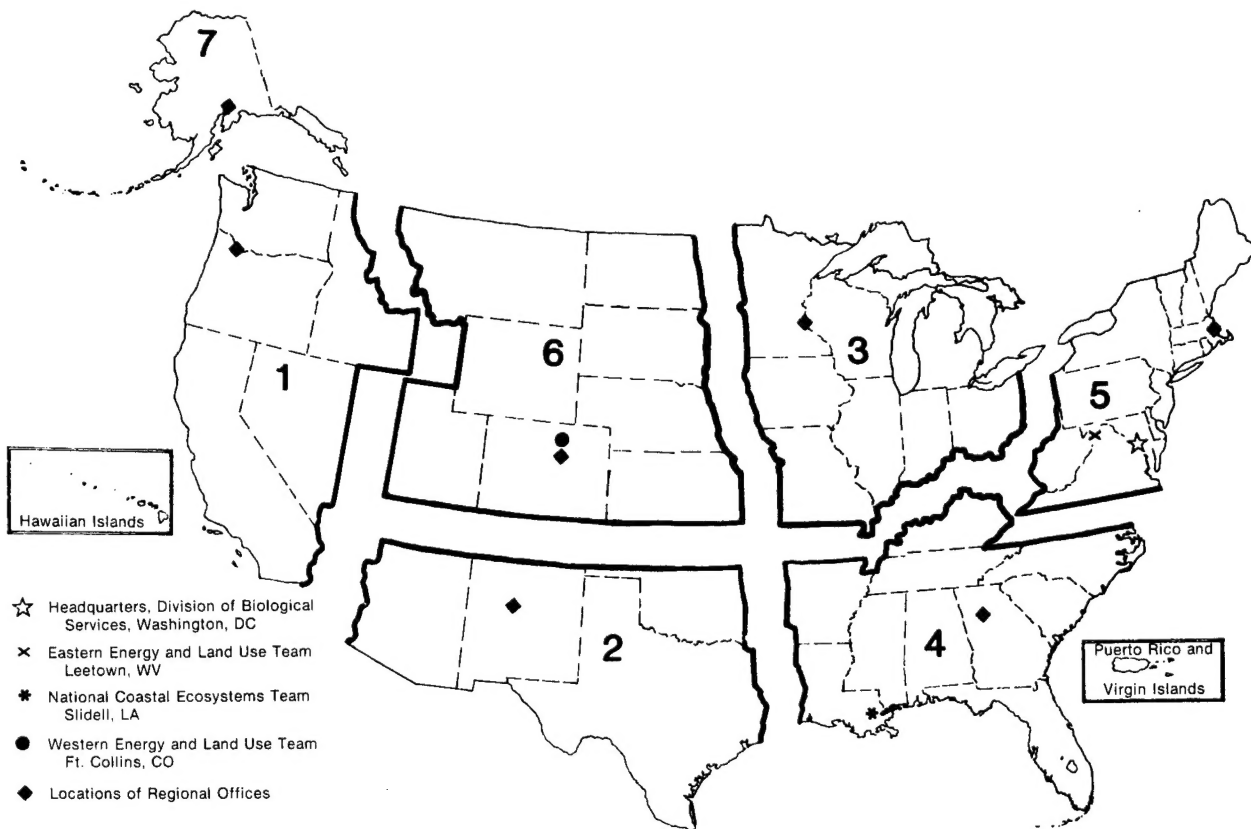 7
6
3
1
5
Hawaiian Islands
2
4
Puerto Rico and
Virgin Islands
Headquarters, Division of Biological
Services, Washington, DC
Eastern Energy and Land Use Team
Leetown, WV
National Coastal Ecosystems Team
Slidell, LA
Western Energy and Land Use Team
Ft. Collins, CO
Locations of Regional Offices